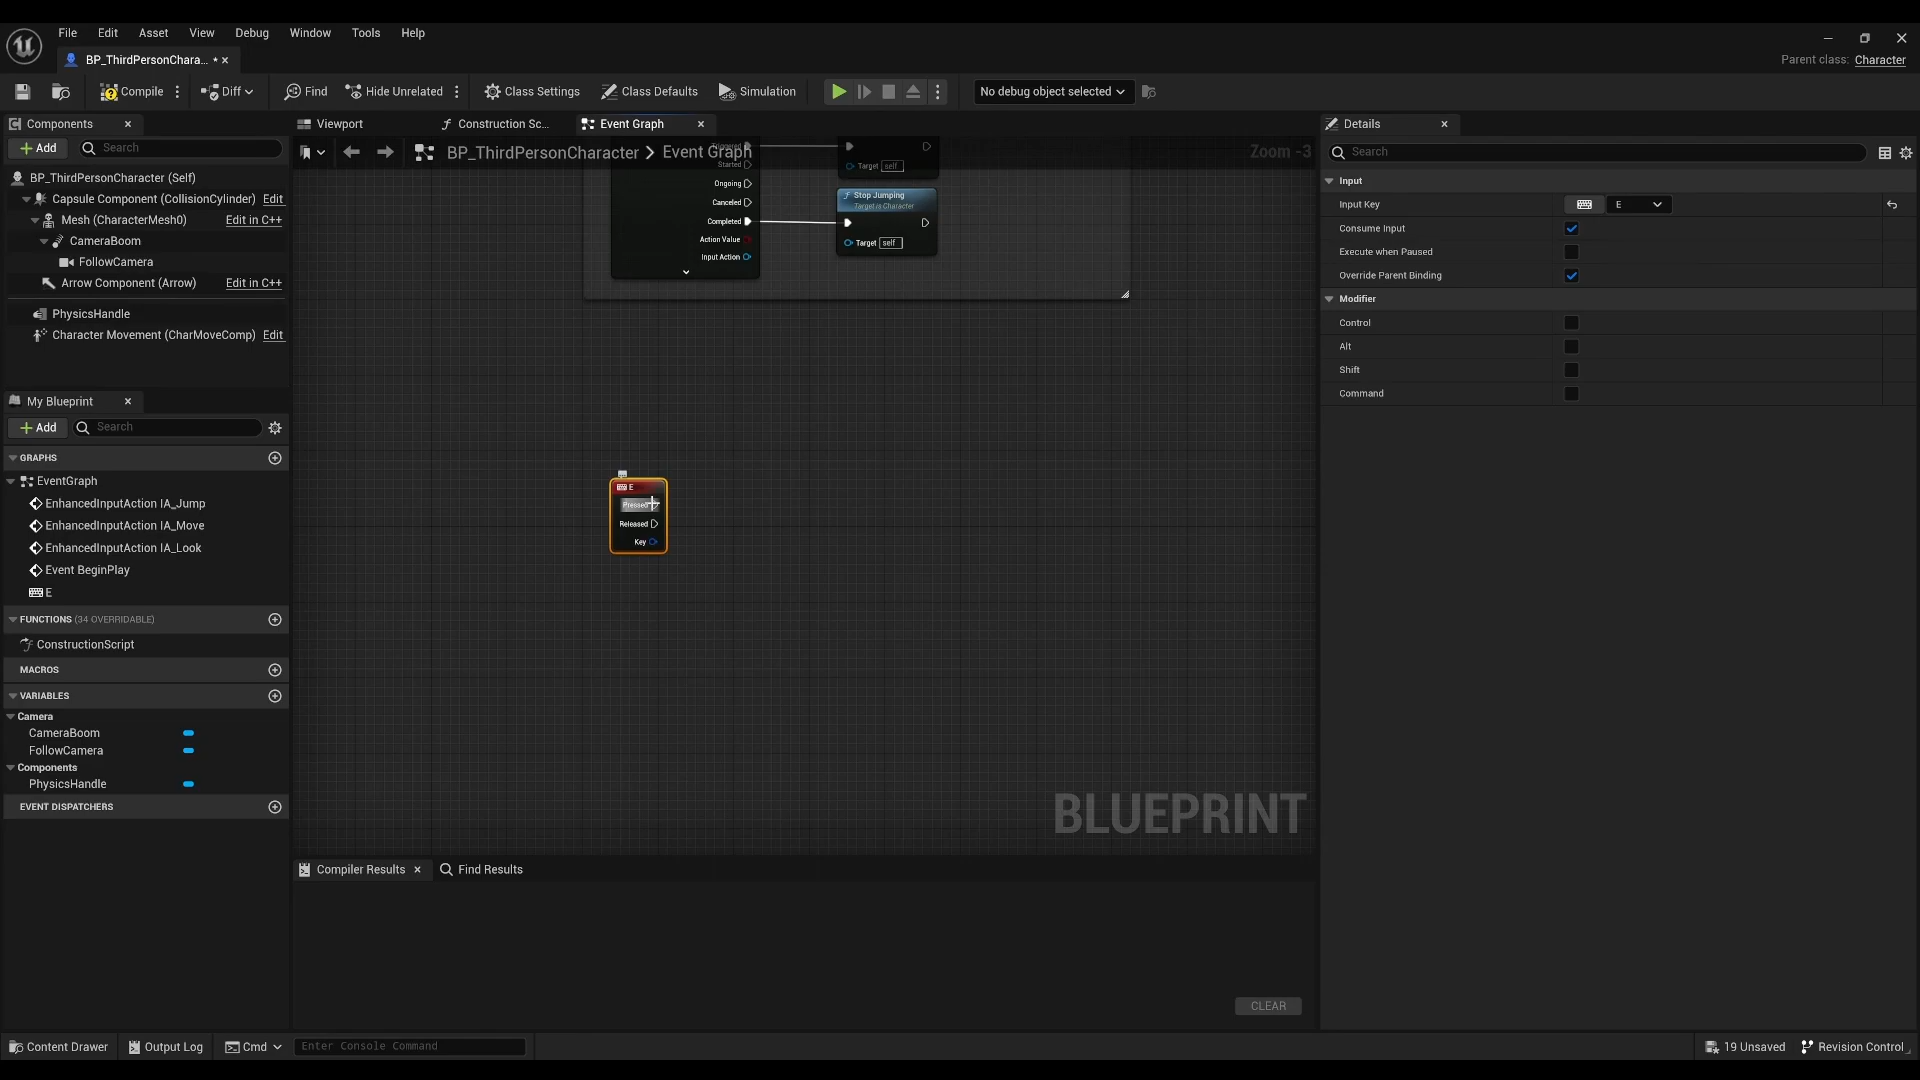 File Edit Asset View Debug Window Tools Help
BP_ThirdPersonChara... •
Parent class: Character
Compile Diff Find Hide Unrelated Class Settings Class Defaults Simulation No debug object selected
Components
Add Search
BP_ThirdPersonCharacter (Self)
Capsule Component (CollisionCylinder) Edit
Mesh (CharacterMesh0) Edit in C++
CameraBoom
FollowCamera
Arrow Component (Arrow) Edit in C++
PhysicsHandle
Character Movement (CharMoveComp) Edit
My Blueprint
Add Search
GRAPHS
EventGraph
EnhancedInputAction IA_Jump
EnhancedInputAction IA_Move
EnhancedInputAction IA_Look
Event BeginPlay
E
FUNCTIONS (34 OVERRIDABLE)
ConstructionScript
MACROS
VARIABLES
Camera
CameraBoom
FollowCamera
Components
PhysicsHandle
EVENT DISPATCHERS
Viewport Construction Sc... Event Graph
BP_ThirdPersonCharacter > Event Graph Zoom -3
Triggered
Started
Ongoing
Canceled
Completed
Action Value
Input Action
Target self
Stop Jumping
Target is Character
Target self
E
Pressed
Released
Key
BLUEPRINT
Compiler Results Find Results
CLEAR
Details
Search
Input
Input Key E
Consume Input
Execute when Paused
Override Parent Binding
Modifier
Control
Alt
Shift
Command
Content Drawer Output Log Cmd Enter Console Command 19 Unsaved Revision Control